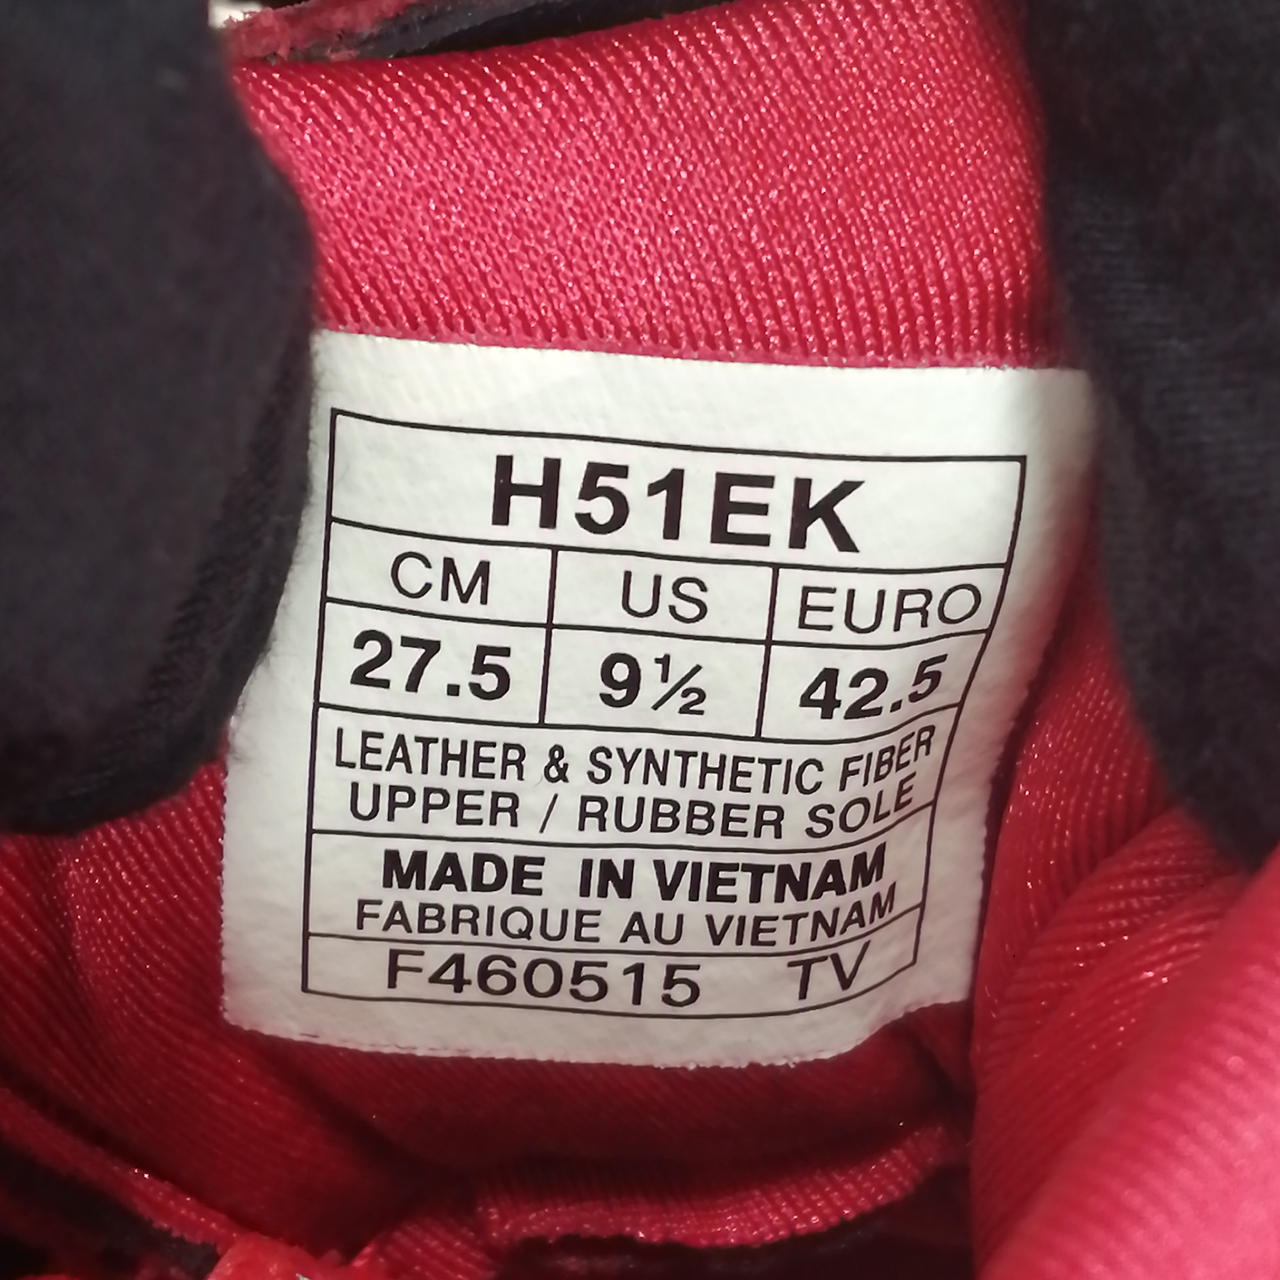 H51EK
CM US EURO
27.5 9½ 42.5
LEATHER & SYNTHETIC FIBER
UPPER / RUBBER SOLE
MADE IN VIETNAM
FABRIQUE AU VIETNAM
F460515 TV